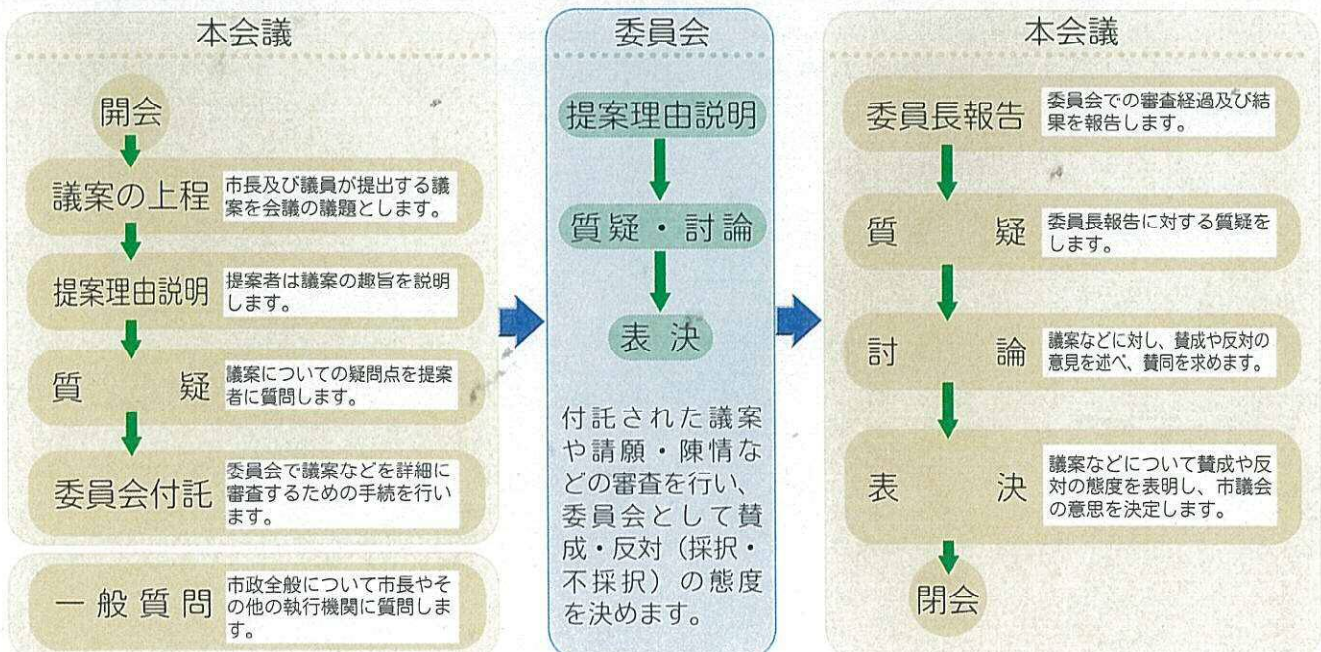 本会議
開会
議案の上程
市長及び議員が提出する議
案を会議の議題とします。
提案理由説明
提案者は議案の趣旨を説明
します。
質疑
議案についての疑問点を提案
者に質問します。
委員会付託
委員会で議案などを詳細に
審査するための手続を行い
ます。
一般質問
市政全般について市長やそ
の他の執行機関に質問しま
す。
委員会
提案理由説明
質疑・討論
表決
付託された議案
や請願・陳情な
どの審査を行い、
委員会として賛
成・反対（採択・
不採択）の態度
を決めます。
本会議
委員長報告
委員会での審査経過及び結
果を報告します。
質疑
委員長報告に対する質疑を
します。
討論
議案などに対し、賛成や反対の
意見を述べ、賛同を求めます。
表決
議案などについて賛成や反
対の態度を表明し、市議会
の意思を決定します。
閉会